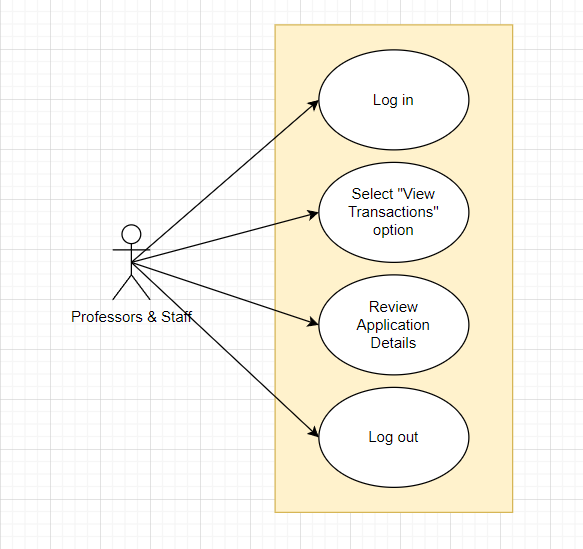 Log in
Select "View
Transactions"
option
Professors & Staff
Review
Application
Details
Log out